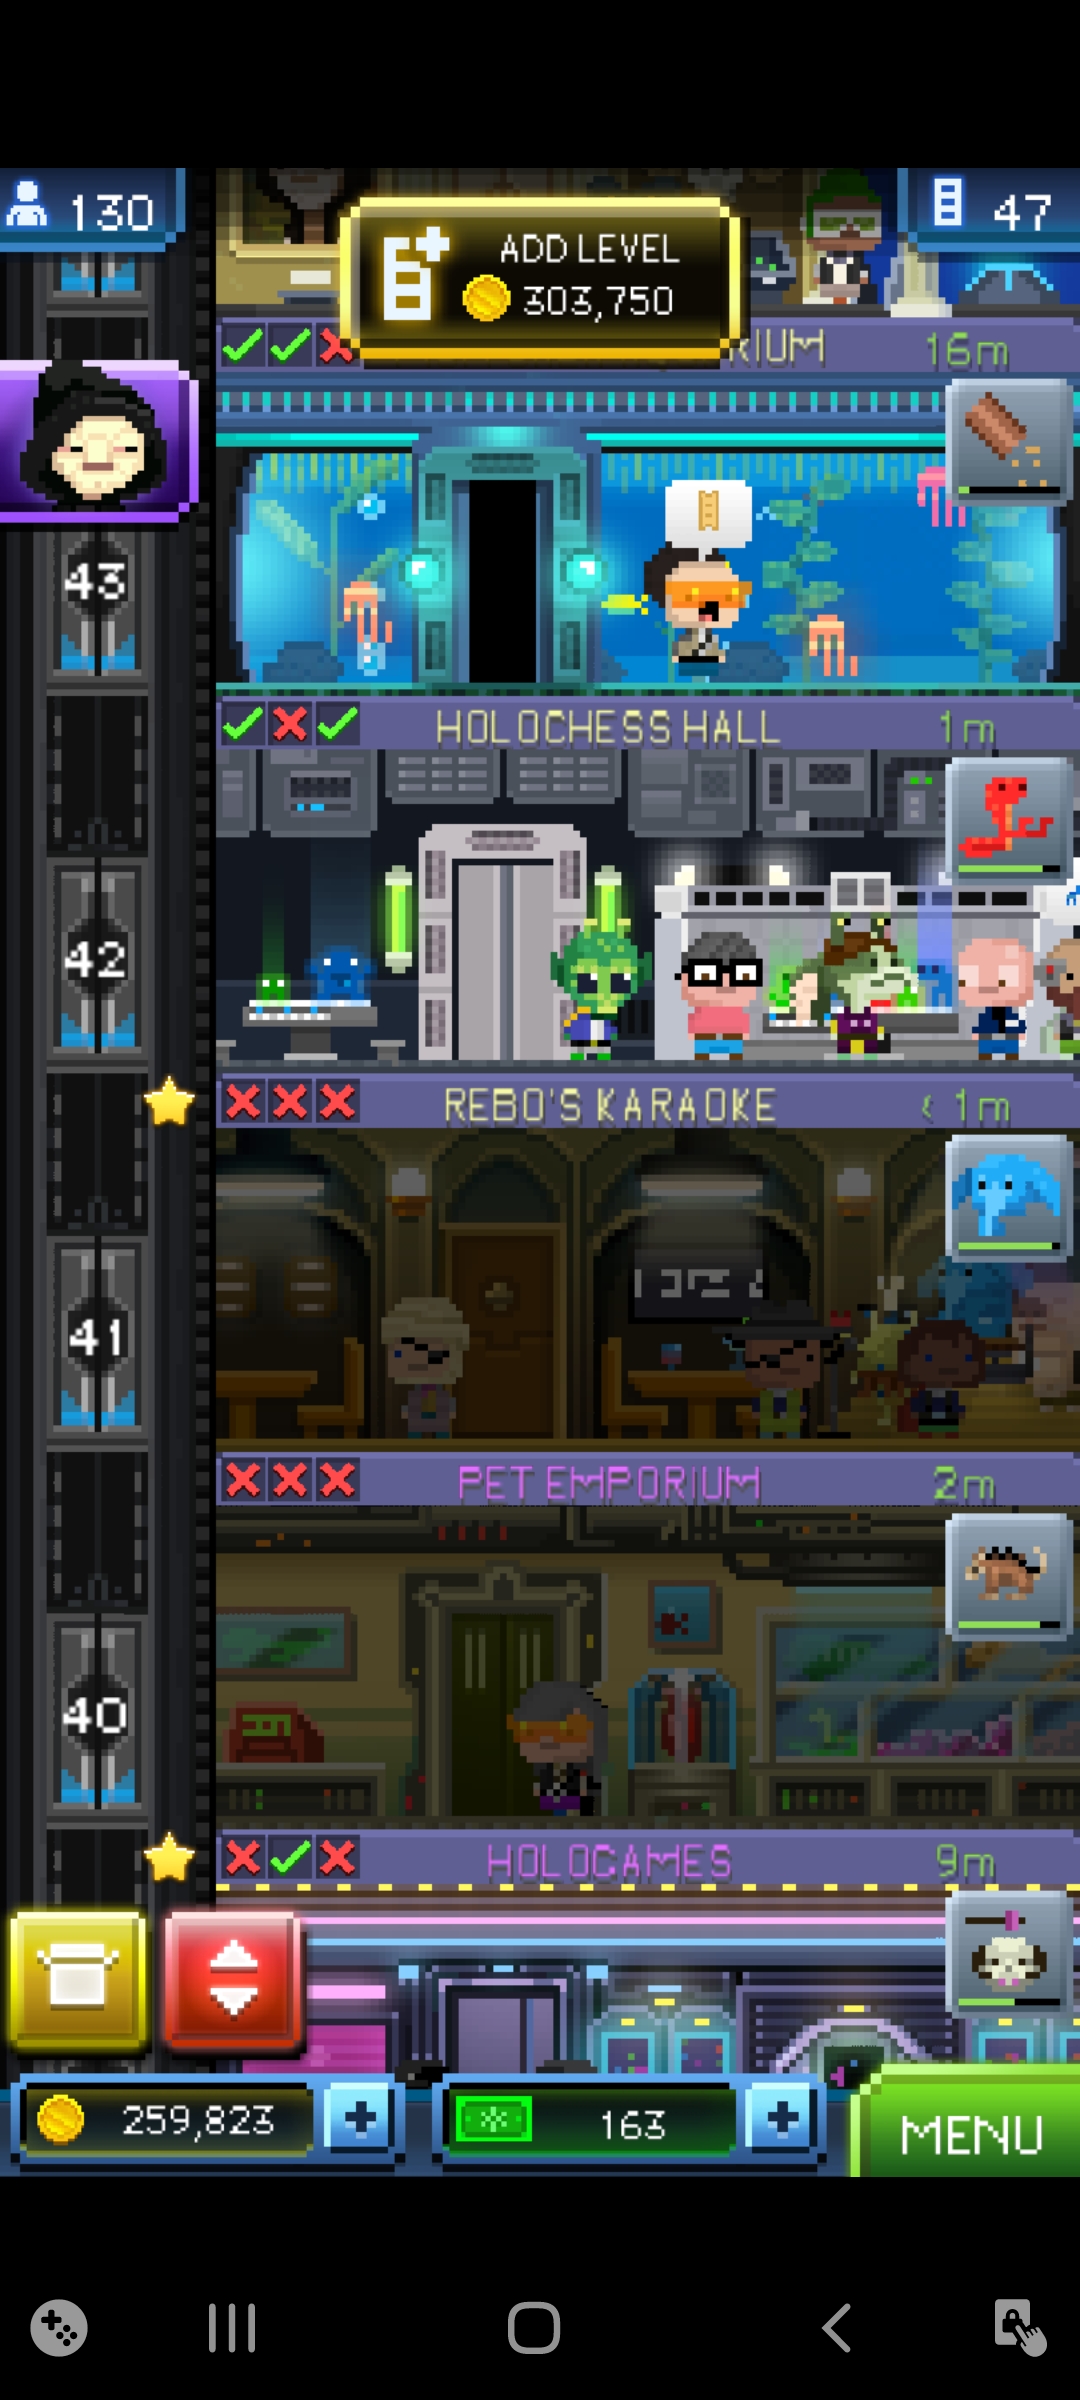 130
47
ADD LEVEL
303,750
RIUM 16m
43
HOLOCHESS HALL 1m
42
REBO'S KARAOKE < 1m
41
PET EMPORIUM 2m
40
HOLOGAMES 9m
259,823
163
MENU